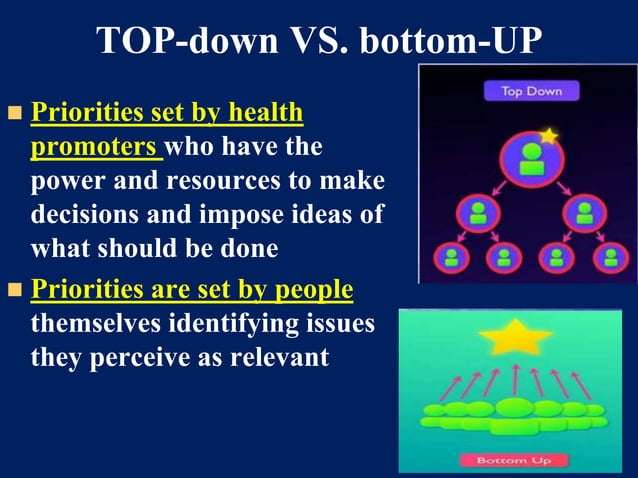 TOP-down VS. bottom-UP
Priorities set by health
promoters who have the
power and resources to make
decisions and impose ideas of
what should be done
Priorities are set by people
themselves identifying issues
they perceive as relevant
Top Down
Bottom Up